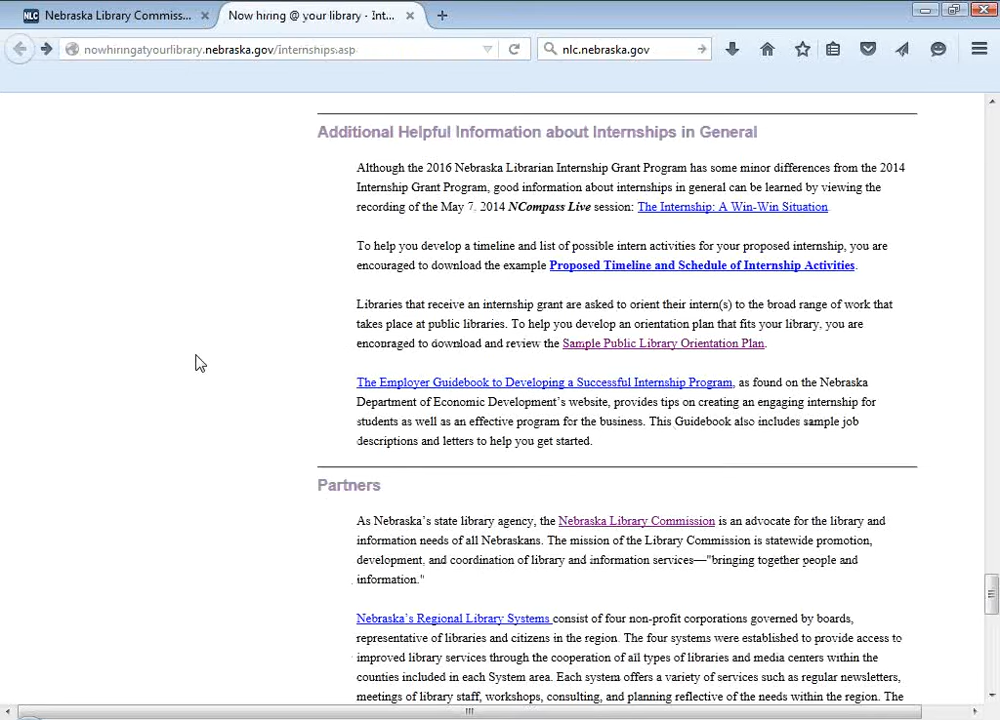 NLC Nebraska Library Commiss...
Now hiring @ your library · Int...
nowhiringatyourlibrary.nebraska.gov/internships.asp
nlc.nebraska.gov
Additional Helpful Information about Internships in General
Although the 2016 Nebraska Librarian Internship Grant Program has some minor differences from the 2014
Internship Grant Program, good information about internships in general can be learned by viewing the
recording of the May 7, 2014 NCompass Live session: The Internship: A Win-Win Situation
To help you develop a timeline and list of possible intern activities for your proposed internship, you are
encouraged to download the example Proposed Timeline and Schedule of Internship Activities.
Libraries that receive an internship grant are asked to orient their intern(s) to the broad range of work that
takes place at public libraries. To help you develop an orientation plan that fits your library, you are
encouraged to download and review the Sample Public Library Orientation Plan.
The Employer Guidebook to Developing a Successful Internship Program, as found on the Nebraska
Department of Economic Development's website, provides tips on creating an engaging internship for
students as well as an effective program for the business. This Guidebook also includes sample job
descriptions and letters to help you get started.
Partners
As Nebraska's state library agency, the Nebraska Library Commission is an advocate for the library and
information needs of all Nebraskans. The mission of the Library Commission is statewide promotion,
development, and coordination of library and information services—"bringing together people and
information."
Nebraska's Regional Library Systems consist of four non-profit corporations governed by boards,
representative of libraries and citizens in the region. The four systems were established to provide access to
improved library services through the cooperation of all types of libraries and media centers within the
counties included in each System area. Each system offers a variety of services such as regular newsletters,
meetings of library staff, workshops, consulting, and planning reflective of the needs within the region. The